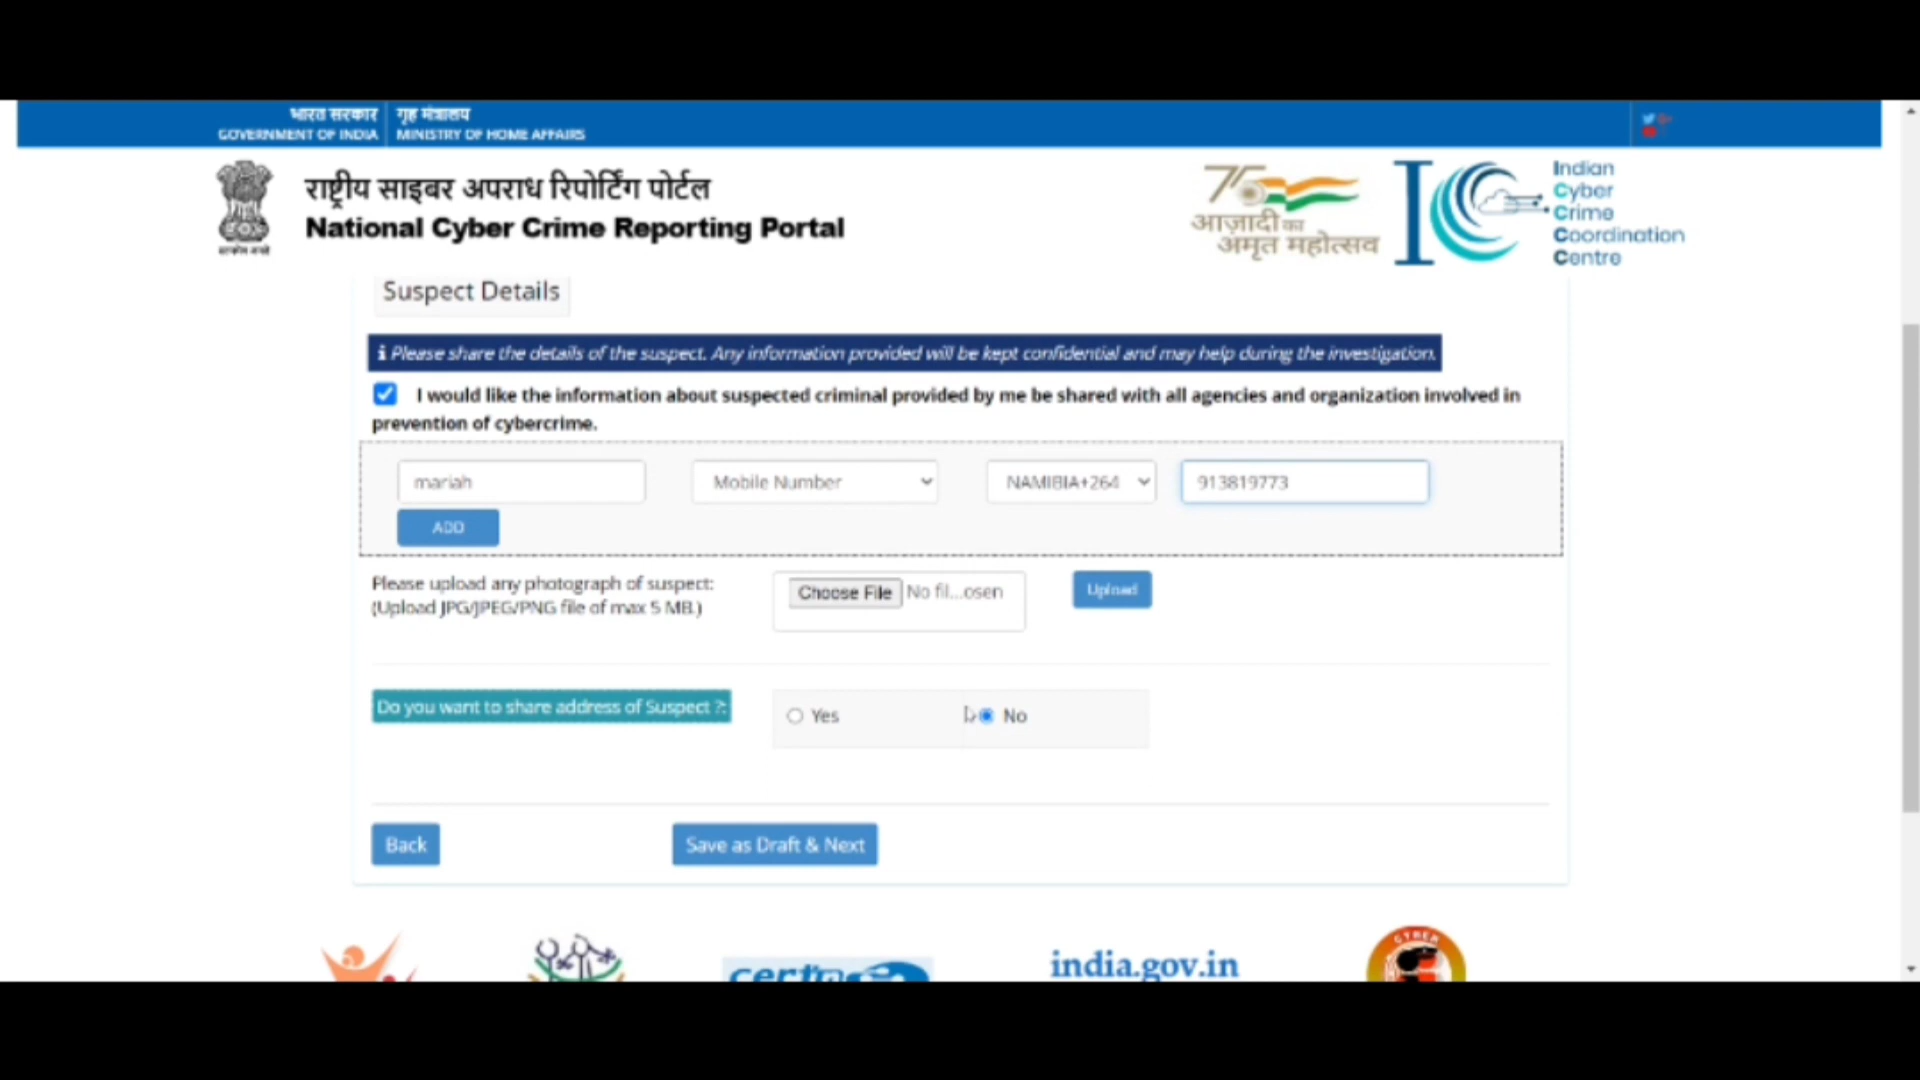 भारत सरकार गृह मंत्रालय
GOVERNMENT OF INDIA MINISTRY OF HOME AFFAIRS
राष्ट्रीय साइबर अपराध रिपोर्टिंग पोर्टल
National Cyber Crime Reporting Portal
आज़ादी का
अमृत महोत्सव
Indian
Cyber
Crime
Coordination
Centre
Suspect Details
Please share the details of the suspect. Any information provided will be kept confidential and may help during the investigation.
I would like the information about suspected criminal provided by me be shared with all agencies and organization involved in
prevention of cybercrime.
mariah Mobile Number NAMIBIA+264 913819773
ADD
Please upload any photograph of suspect:
(Upload JPG/JPEG/PNG file of max 5 MB.)
Choose File No fil...osen Upload
Do you want to share address of Suspect ?: Yes No
Back Save as Draft & Next
india.gov.in
CYBER